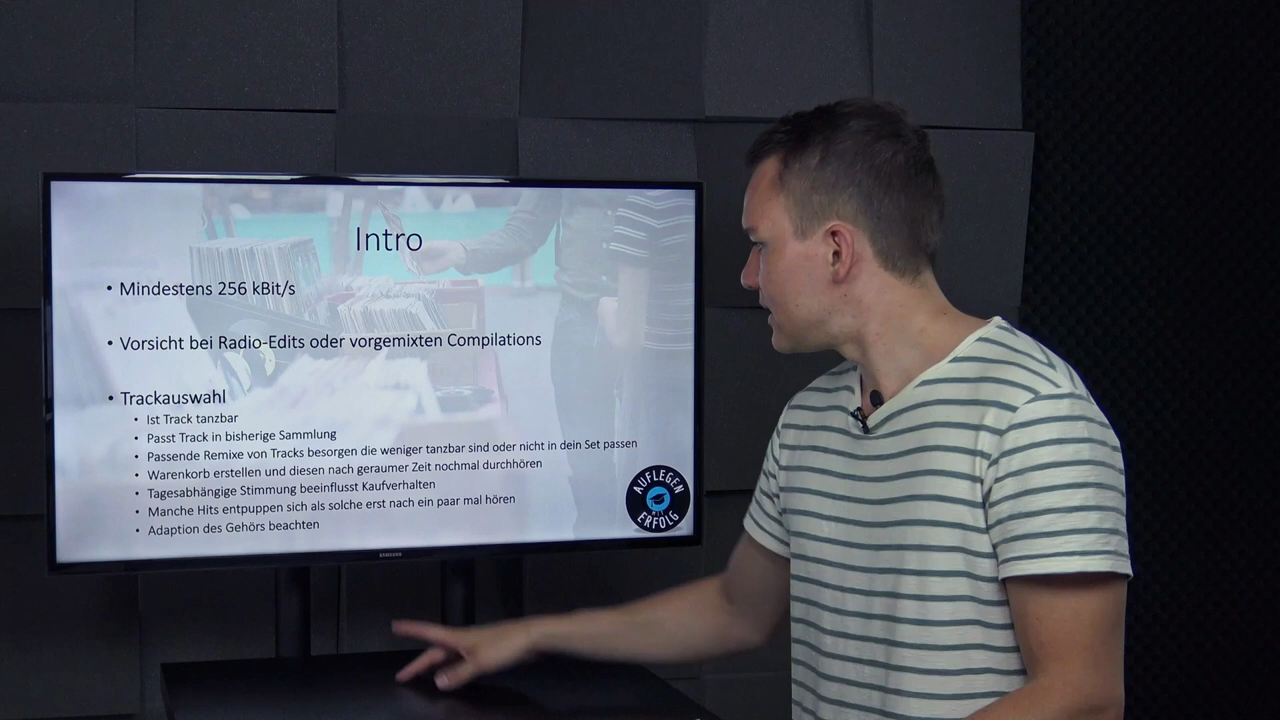 Intro
• Mindestens 256 kBit/s
• Vorsicht bei Radio-Edits oder vorgemixten Compilations
• Trackauswahl
• Ist Track tanzbar
• Passt Track in bisherige Sammlung
• Passende Remixe von Tracks besorgen die weniger tanzbar sind oder nicht in dein Set passen
• Warenkorb erstellen und diesen nach geraumer Zeit nochmal durchhören
• Tagesabhängige Stimmung beeinflusst Kaufverhalten
• Manche Hits entpuppen sich als solche erst nach ein paar mal hören
• Adaption des Gehörs beachten
AUFLEGEN
MIT
ERFOLG
SAMSUNG